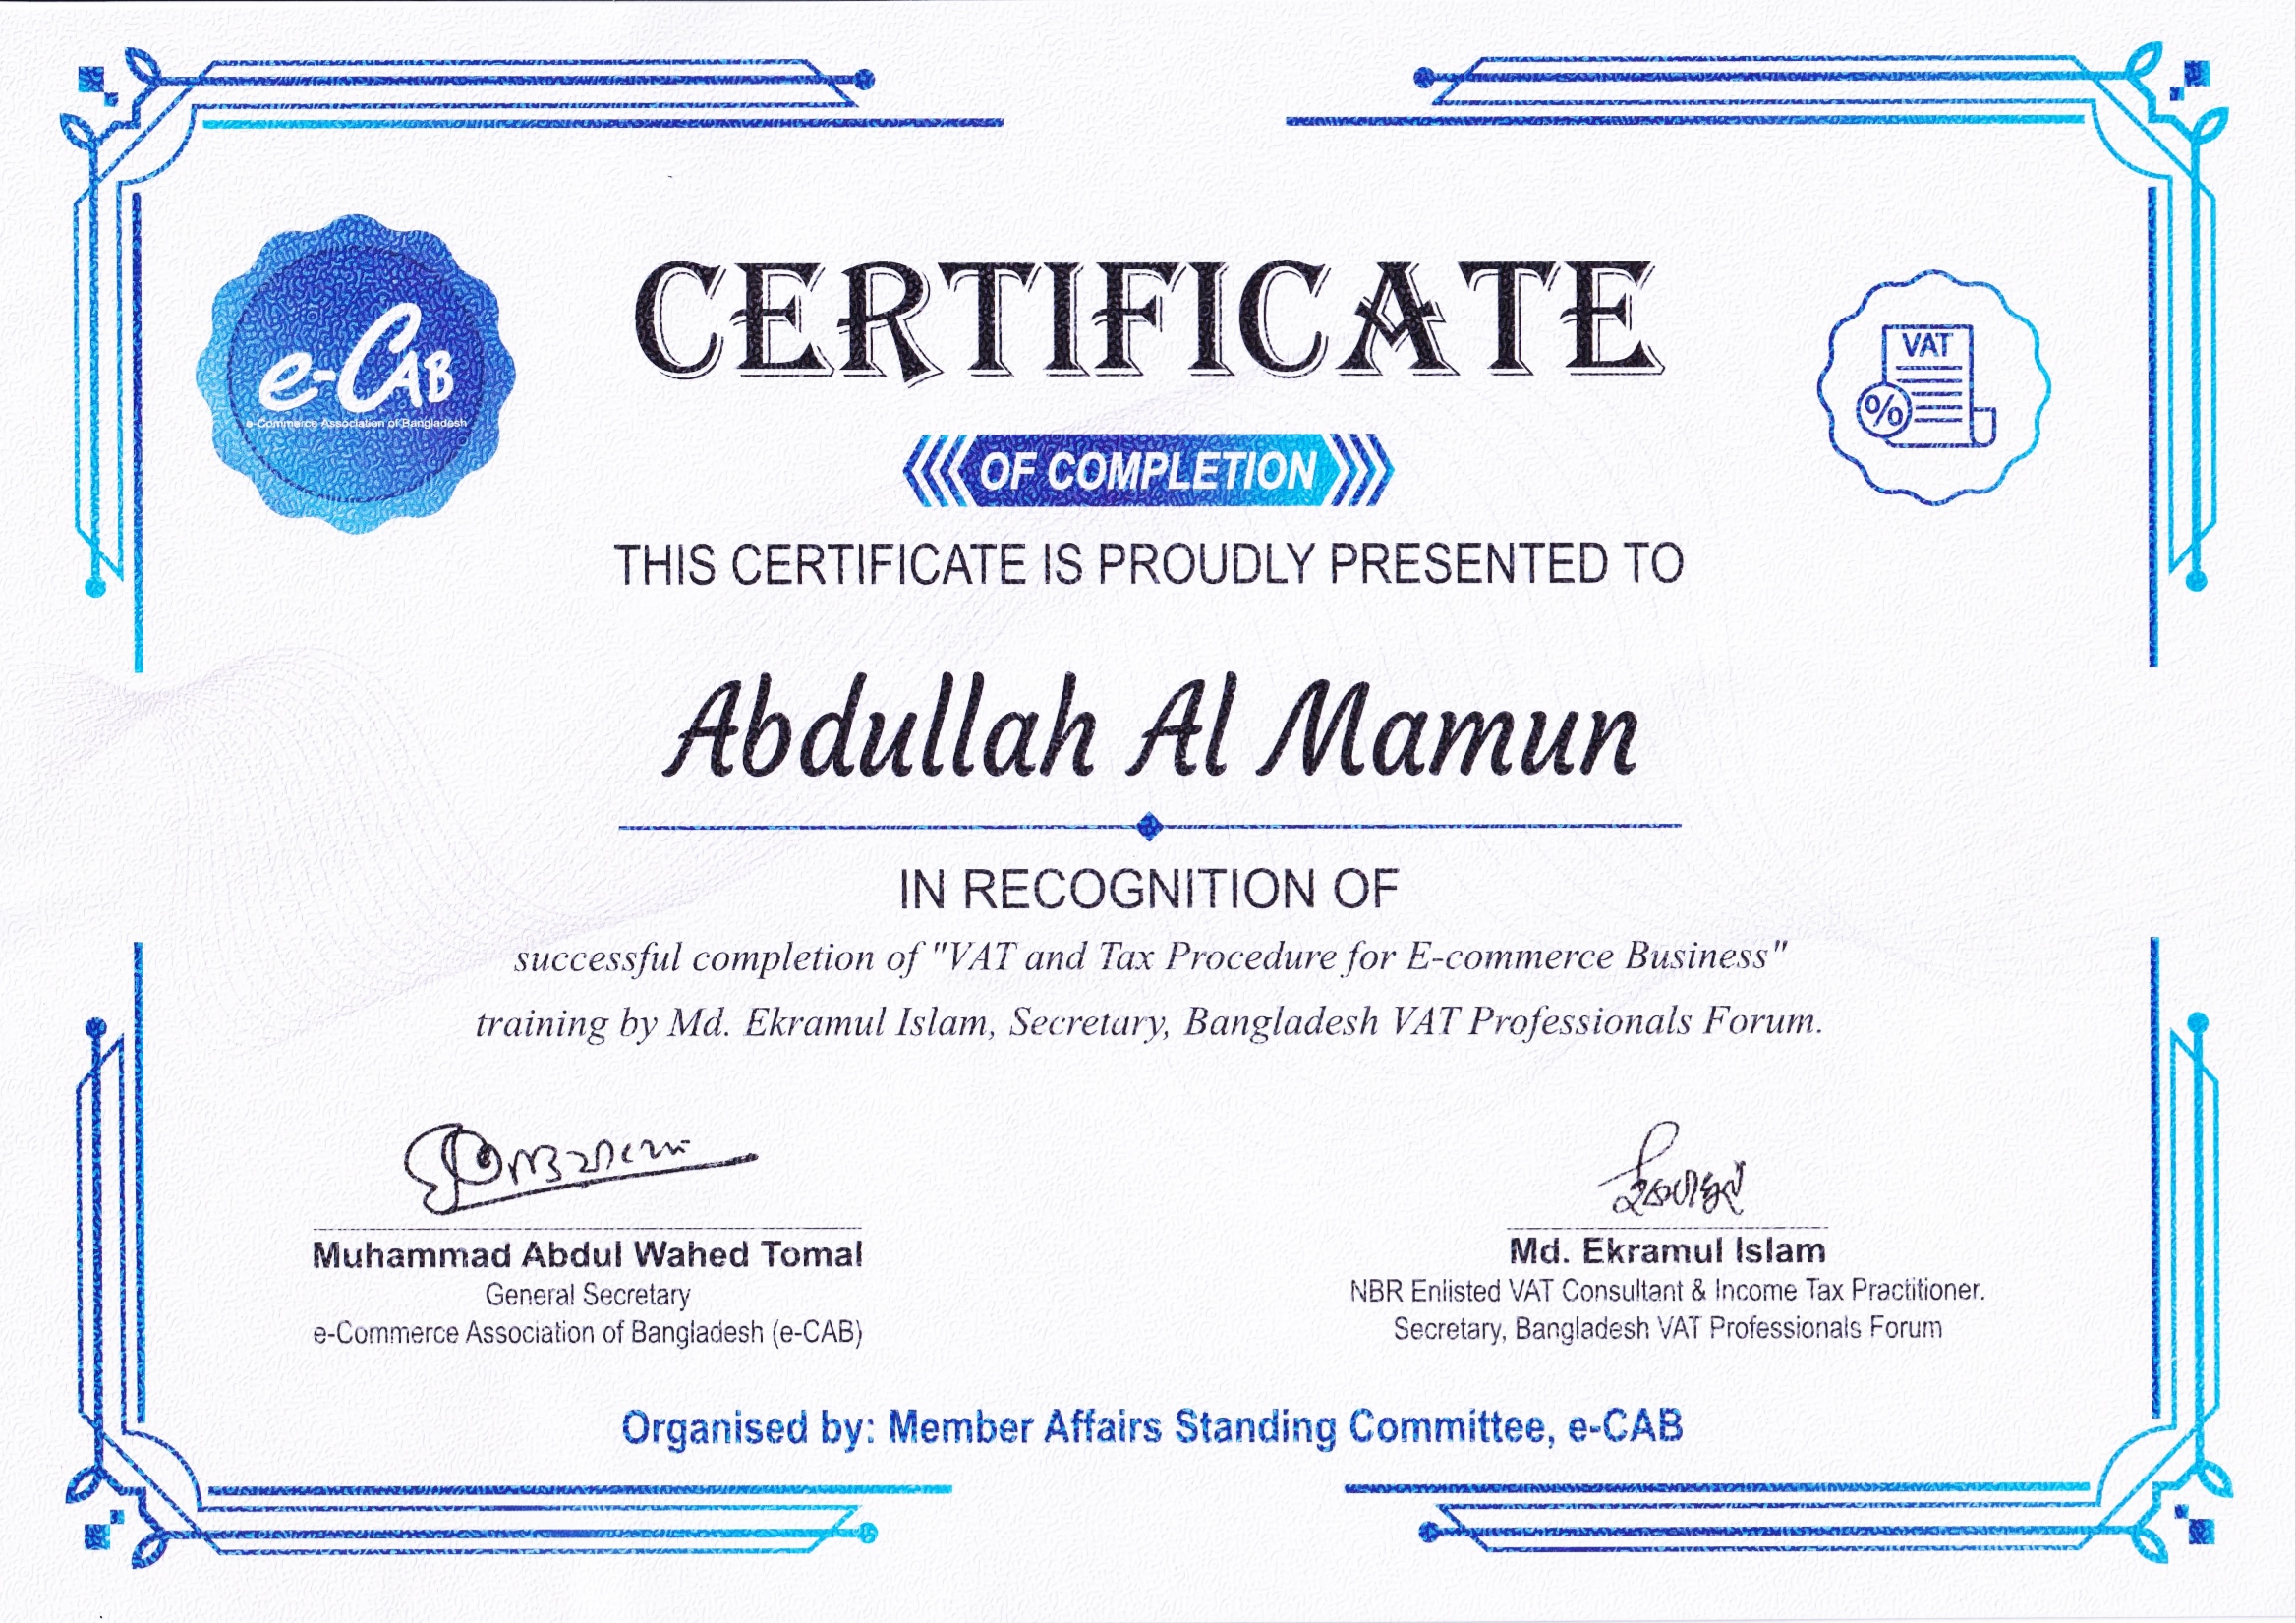 e-CAB
e-Commerce Association of Bangladesh
CERTIFICATE
VAT
%
OF COMPLETION
THIS CERTIFICATE IS PROUDLY PRESENTED TO
Abdullah Al Mamun
IN RECOGNITION OF
successful completion of "VAT and Tax Procedure for E-commerce Business"
training by Md. Ekramul Islam, Secretary, Bangladesh VAT Professionals Forum.
Muhammad Abdul Wahed Tomal
General Secretary
e-Commerce Association of Bangladesh (e-CAB)
Md. Ekramul Islam
NBR Enlisted VAT Consultant & Income Tax Practitioner.
Secretary, Bangladesh VAT Professionals Forum
Organised by: Member Affairs Standing Committee, e-CAB